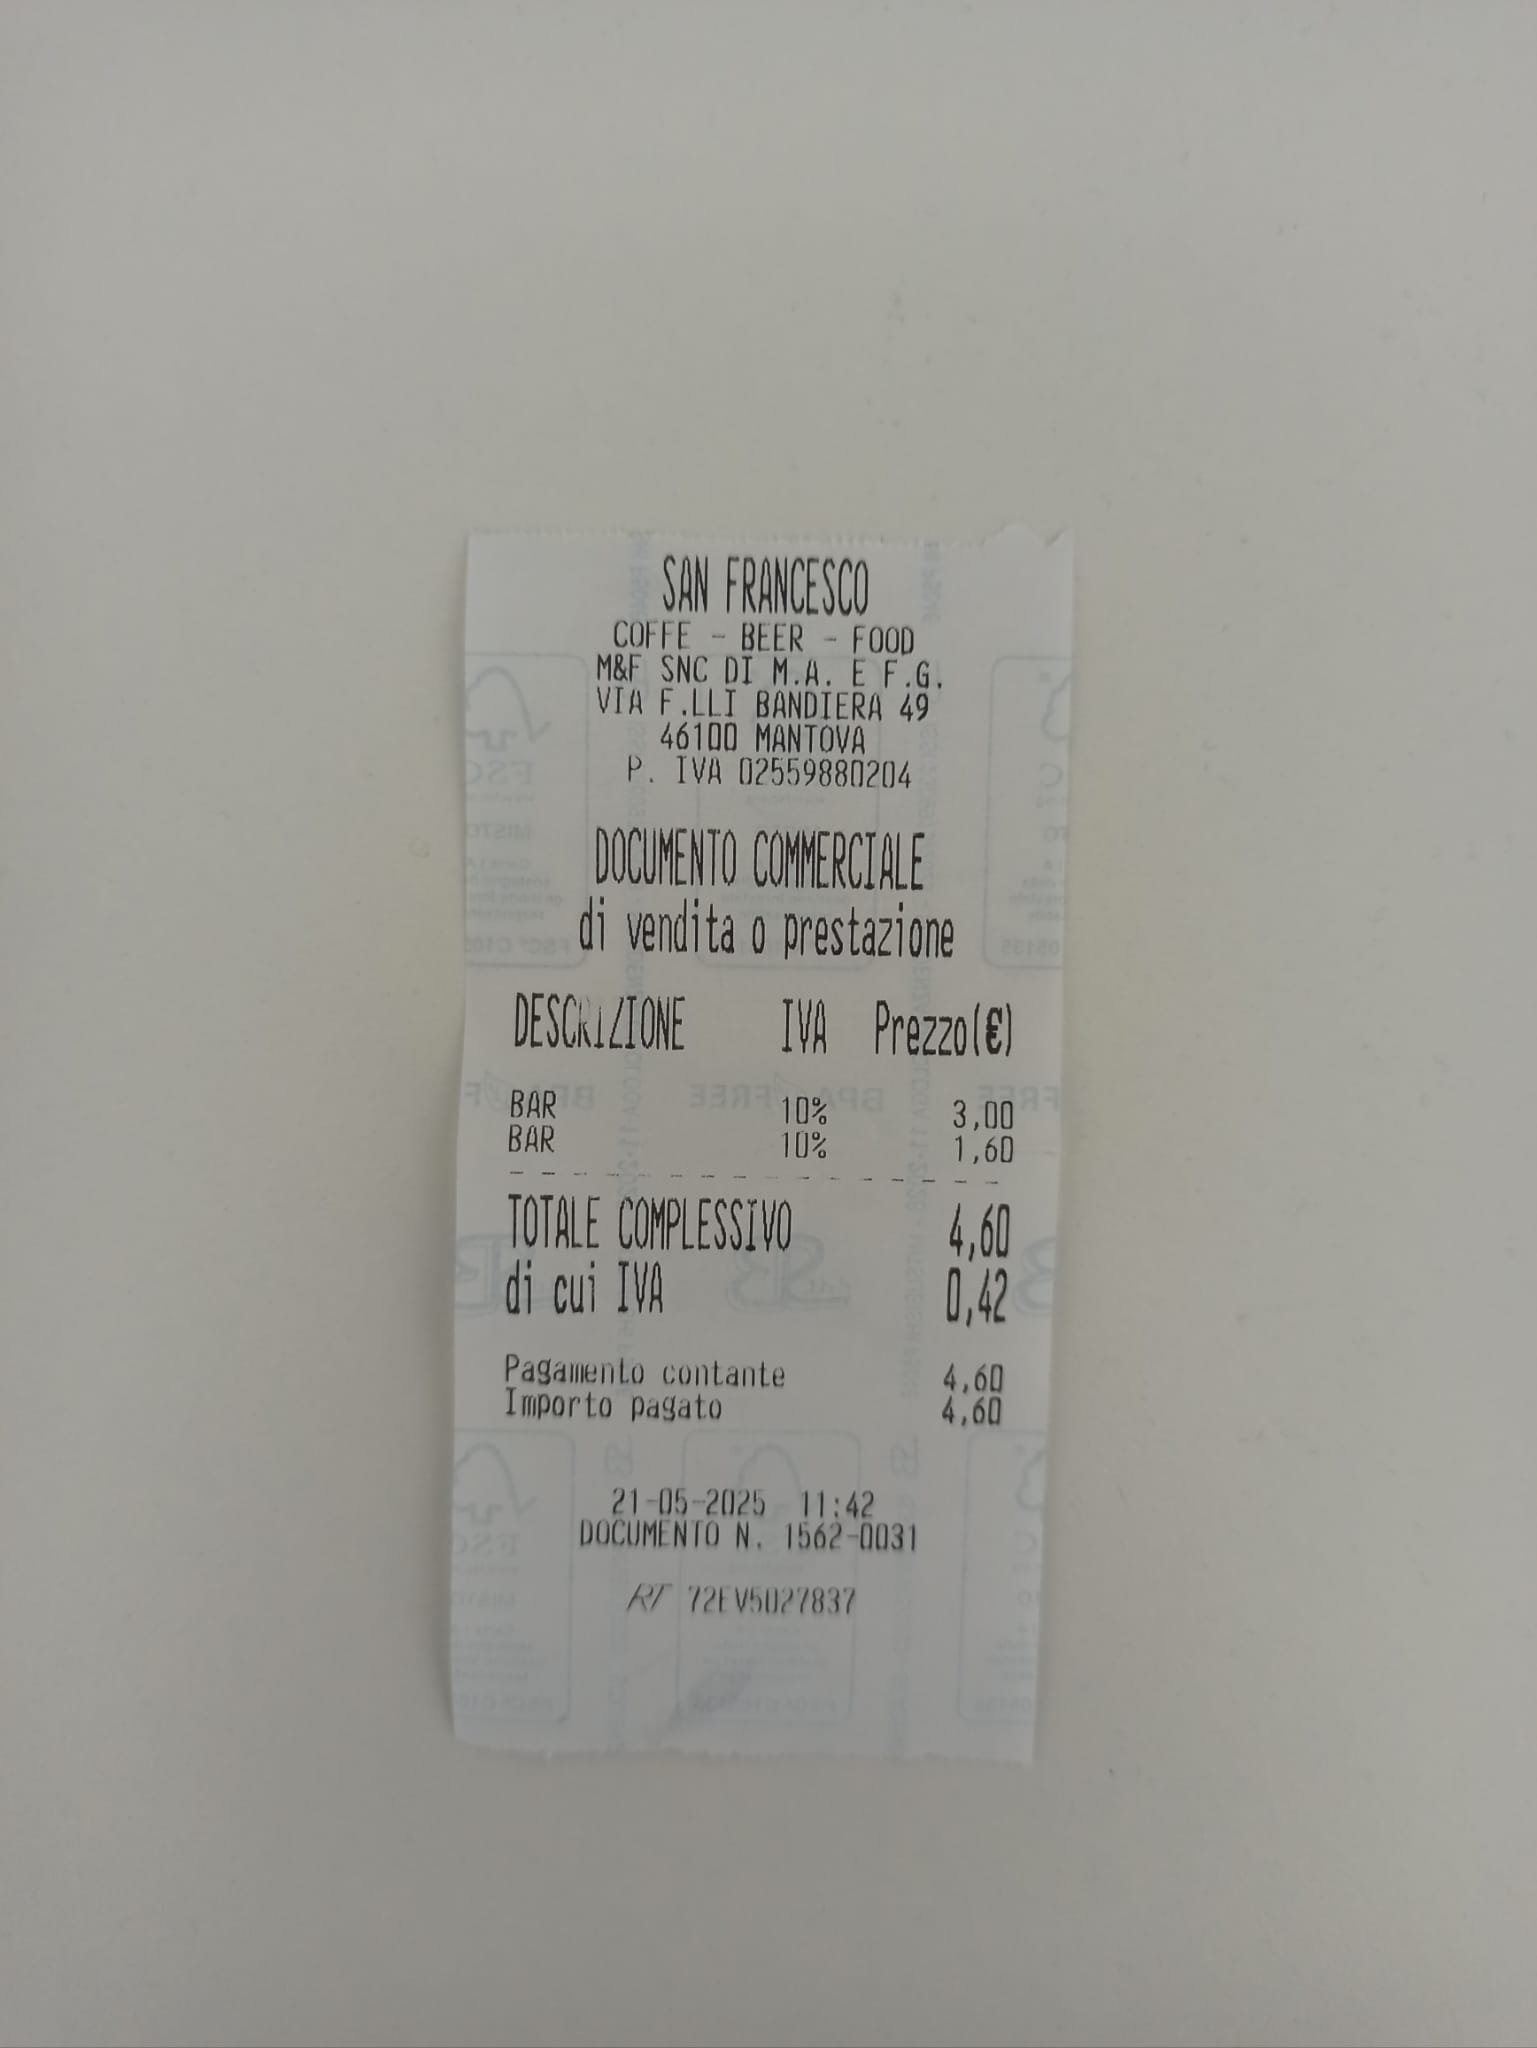 SAN FRANCESCO
COFFE - BEER - FOOD
M&F SNC DI M.A. E F.G.
VIA F.LLI BANDIERA 49
46100 MANTOVA
P. IVA 02559880204
DOCUMENTO COMMERCIALE
di vendita o prestazione
DESCRIZIONE IVA Prezzo(€)
BAR 10% 3,00
BAR 10% 1,60
- - - - - - - - - - - - - - - -
TOTALE COMPLESSIVO 4,60
di cui IVA 0,42
Pagamento contante 4,60
Importo pagato 4,60
21-05-2025 11:42
DOCUMENTO N. 1562-0031
RT 72EV5027837